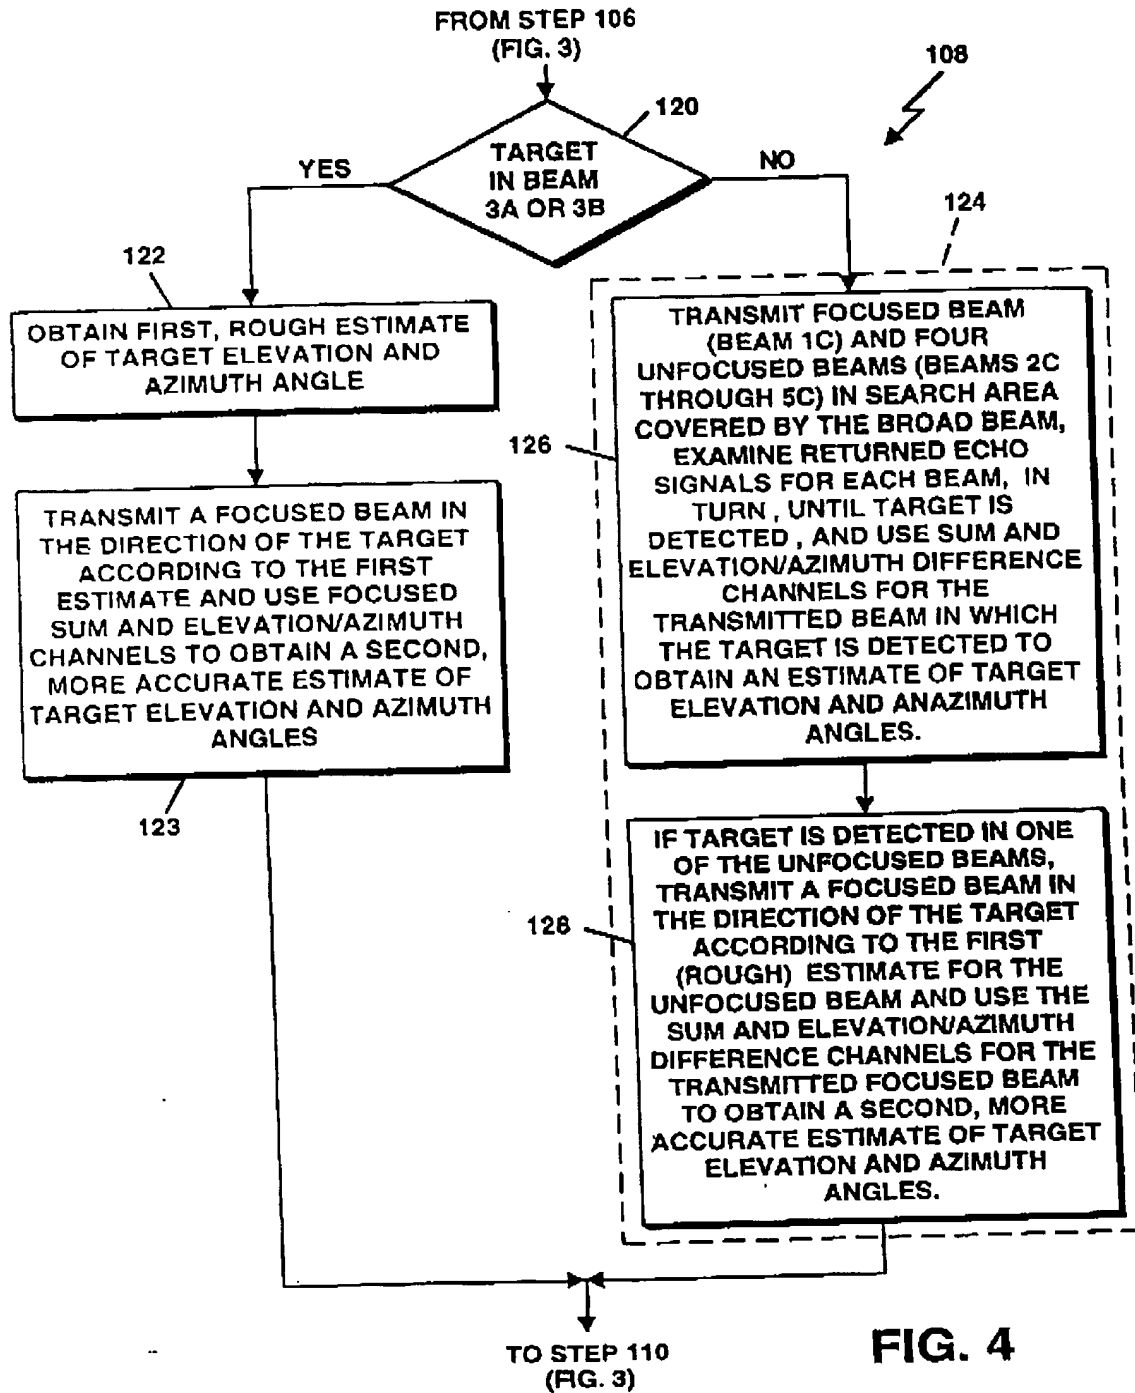 FROM STEP 106
(FIG. 3)
108
120
TARGET
IN BEAM
3A OR 3B
YES
NO
124
122
OBTAIN FIRST, ROUGH ESTIMATE
OF TARGET ELEVATION AND
AZIMUTH ANGLE
TRANSMIT A FOCUSED BEAM IN
THE DIRECTION OF THE TARGET
ACCORDING TO THE FIRST
ESTIMATE AND USE FOCUSED
SUM AND ELEVATION/AZIMUTH
CHANNELS TO OBTAIN A SECOND,
MORE ACCURATE ESTIMATE OF
TARGET ELEVATION AND AZIMUTH
ANGLES
123
126
TRANSMIT FOCUSED BEAM
(BEAM 1C) AND FOUR
UNFOCUSED BEAMS (BEAMS 2C
THROUGH 5C) IN SEARCH AREA
COVERED BY THE BROAD BEAM,
EXAMINE RETURNED ECHO
SIGNALS FOR EACH BEAM, IN
TURN, UNTIL TARGET IS
DETECTED, AND USE SUM AND
ELEVATION/AZIMUTH DIFFERENCE
CHANNELS FOR THE
TRANSMITTED BEAM IN WHICH
THE TARGET IS DETECTED TO
OBTAIN AN ESTIMATE OF TARGET
ELEVATION AND ANAZIMUTH
ANGLES.
128
IF TARGET IS DETECTED IN ONE
OF THE UNFOCUSED BEAMS,
TRANSMIT A FOCUSED BEAM IN
THE DIRECTION OF THE TARGET
ACCORDING TO THE FIRST
(ROUGH) ESTIMATE FOR THE
UNFOCUSED BEAM AND USE THE
SUM AND ELEVATION/AZIMUTH
DIFFERENCE CHANNELS FOR THE
TRANSMITTED FOCUSED BEAM
TO OBTAIN A SECOND, MORE
ACCURATE ESTIMATE OF TARGET
ELEVATION AND AZIMUTH
ANGLES.
TO STEP 110
(FIG. 3)
FIG. 4